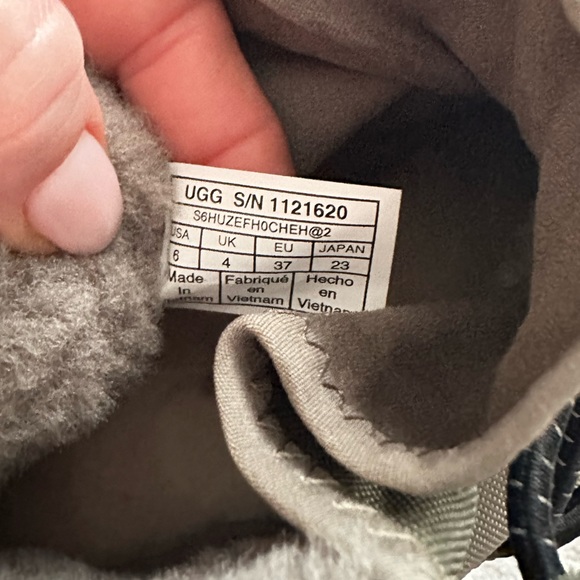 UGG S/N 1121620
S6HUZEFH0CHEH@2
USA UK EU JAPAN
6 4 37 23
Made Fabriqué Hecho
in en en
Vietnam Vietnam